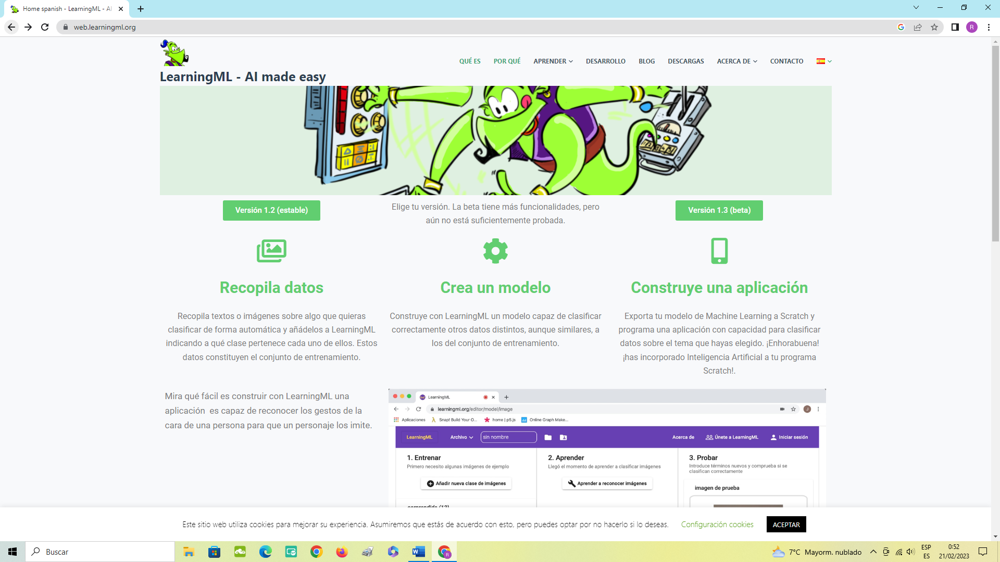 Home spanish - LearningML - AI
web.learningml.org
R
QUÉ ES
POR QUÉ
APRENDER
DESARROLLO
BLOG
DESCARGAS
ACERCA DE
CONTACTO
LearningML - AI made easy
Versión 1.2 (estable)
Elige tu versión. La beta tiene más funcionalidades, pero
aún no está suficientemente probada.
Versión 1.3 (beta)
Recopila datos
Recopila textos o imágenes sobre algo que quieras
clasificar de forma automática y añádelos a LearningML
indicando a qué clase pertenece cada uno de ellos. Estos
datos constituyen el conjunto de entrenamiento.
Crea un modelo
Construye con LearningML un modelo capaz de clasificar
correctamente otros datos distintos, aunque similares, a
los del conjunto de entrenamiento.
Construye una aplicación
Exporta tu modelo de Machine Learning a Scratch y
programa una aplicación con capacidad para clasificar
datos sobre el tema que hayas elegido. ¡Enhorabuena!
¡has incorporado Inteligencia Artificial a tu programa
Scratch!.
Mira qué fácil es construir con LearningML una
aplicación  es capaz de reconocer los gestos de la
cara de una persona para que un personaje los imite.
LearningML
learningml.org/editor/model/image
J
Aplicaciones
Snap! Build Your O...
home | p5.js
Online Graph Make...
LearningML
Archivo
sin nombre
Acerca de
Únete a LearningML
Iniciar sesión
1. Entrenar
Primero necesito algunas imágenes de ejemplo
Añadir nueva clase de imágenes
sorprendido (12)
2. Aprender
Llegó el momento de aprender a clasificar imágenes
Aprender a reconocer imágenes
3. Probar
Introduce términos nuevos y comprueba si se
clasifican correctamente
imagen de prueba
Este sitio web utiliza cookies para mejorar su experiencia. Asumiremos que estás de acuerdo con esto, pero puedes optar por no hacerlo si lo deseas.
Configuración cookies
ACEPTAR
Buscar
7°C Mayorm. nublado
ESP
ES
0:52
21/02/2023